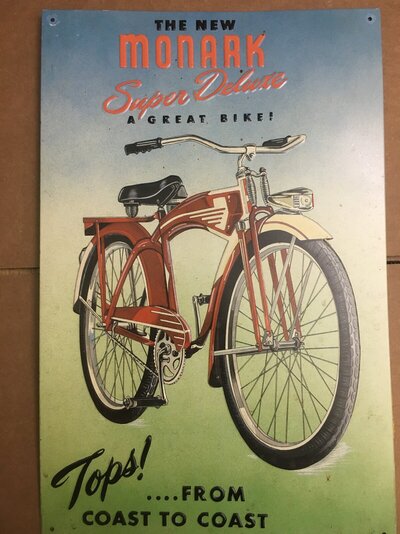 THE NEW
MONARK
Super Deluxe
A GREAT BIKE!
Tops!
....FROM
COAST TO COAST